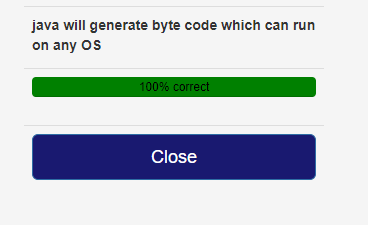 java will generate byte code which can run
on any OS
100% correct
Close